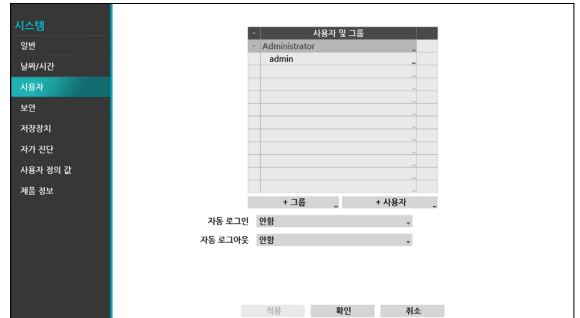 시스템
일반
날짜/시간
사용자
보안
저장장치
자가 진단
사용자 정의 값
제품 정보
- 사용자 및 그룹
- Administrator ...
admin ...
+ 그룹 ...
+ 사용자 ...
자동 로그인 안함
자동 로그아웃 안함
적용 확인 취소